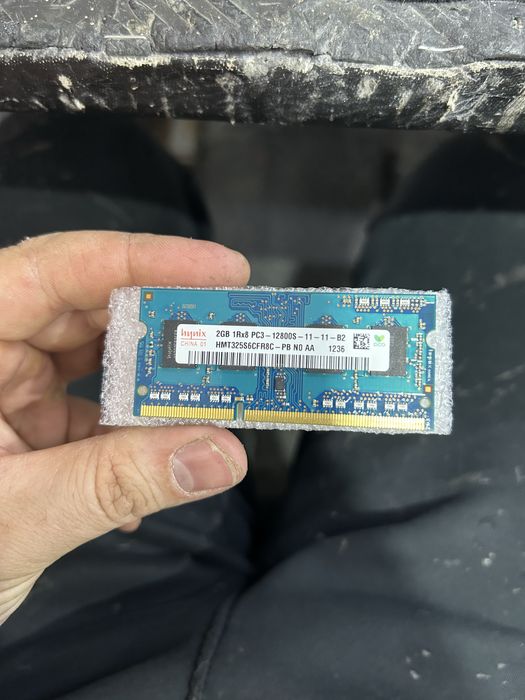 hynix
CHINA 01
2GB 1Rx8 PC3-12800S-11-11-B2
HMT325S6CFR8C-PB N0 AA 1236